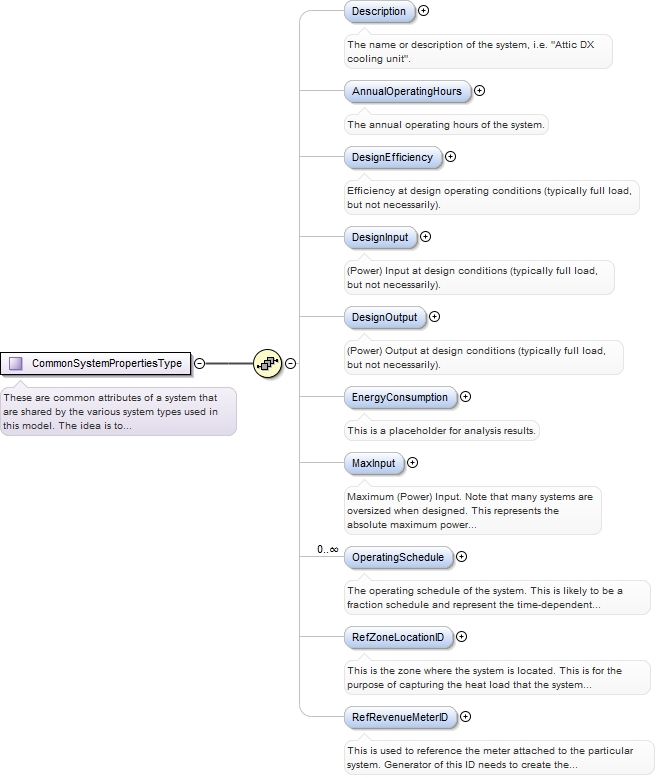 Description
The name or description of the system, i.e. "Attic DX
cooling unit".
AnnualOperatingHours
The annual operating hours of the system.
DesignEfficiency
Efficiency at design operating conditions (typically full load,
but not necessarily).
DesignInput
(Power) Input at design conditions (typically full load,
but not necessarily).
DesignOutput
(Power) Output at design conditions (typically full load,
but not necessarily).
CommonSystemPropertiesType
These are common attributes of a system that
are shared by the various system types used in
this model. The idea is to...
EnergyConsumption
This is a placeholder for analysis results.
MaxInput
Maximum (Power) Input. Note that many systems are
oversized when designed. This represents the
absolute maximum power...
0..∞
OperatingSchedule
The operating schedule of the system. This is likely to be a
fraction schedule and represent the time-dependent...
RefZoneLocationID
This is the zone where the system is located. This is for the
purpose of capturing the heat load that the system...
RefRevenueMeterID
This is used to reference the meter attached to the particular
system. Generator of this ID needs to create the...